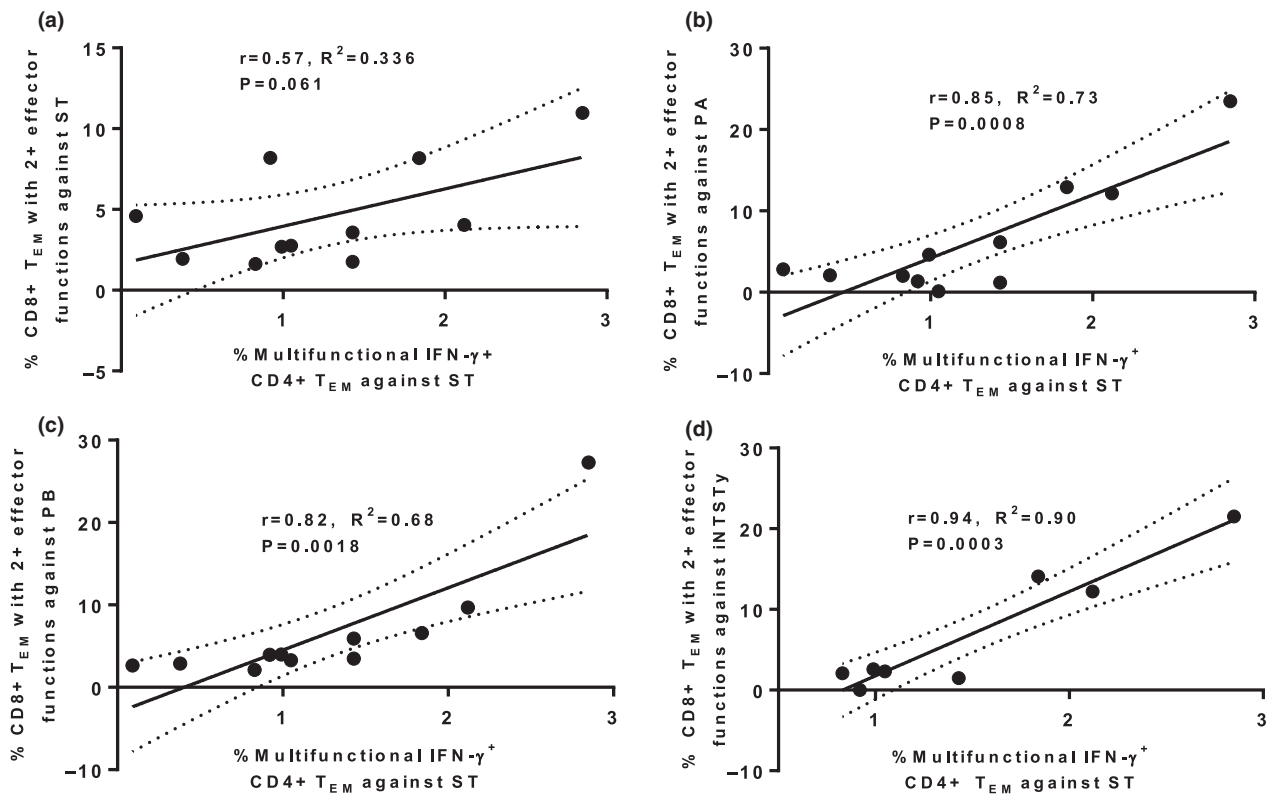 (a)
% CD8+ T_EM with 2+ effector
functions against ST
15
10
5
0
−5
r=0.57, R²=0.336
P=0.061
1
2
3
% Multifunctional IFN-γ+
CD4+ T_EM against ST
(b)
% CD8+ T_EM with 2+ effector
functions against PA
30
20
10
0
−10
r=0.85, R²=0.73
P=0.0008
1
2
3
% Multifunctional IFN-γ⁺
CD4+ T_EM against ST
(c)
% CD8+ T_EM with 2+ effector
functions against PB
30
20
10
0
−10
r=0.82, R²=0.68
P=0.0018
1
2
3
% Multifunctional IFN-γ⁺
CD4+ T_EM against ST
(d)
% CD8+ T_EM with 2+ effector
functions against iNTSTy
30
20
10
0
−10
r=0.94, R²=0.90
P=0.0003
1
2
3
% Multifunctional IFN-γ⁺
CD4+ T_EM against ST